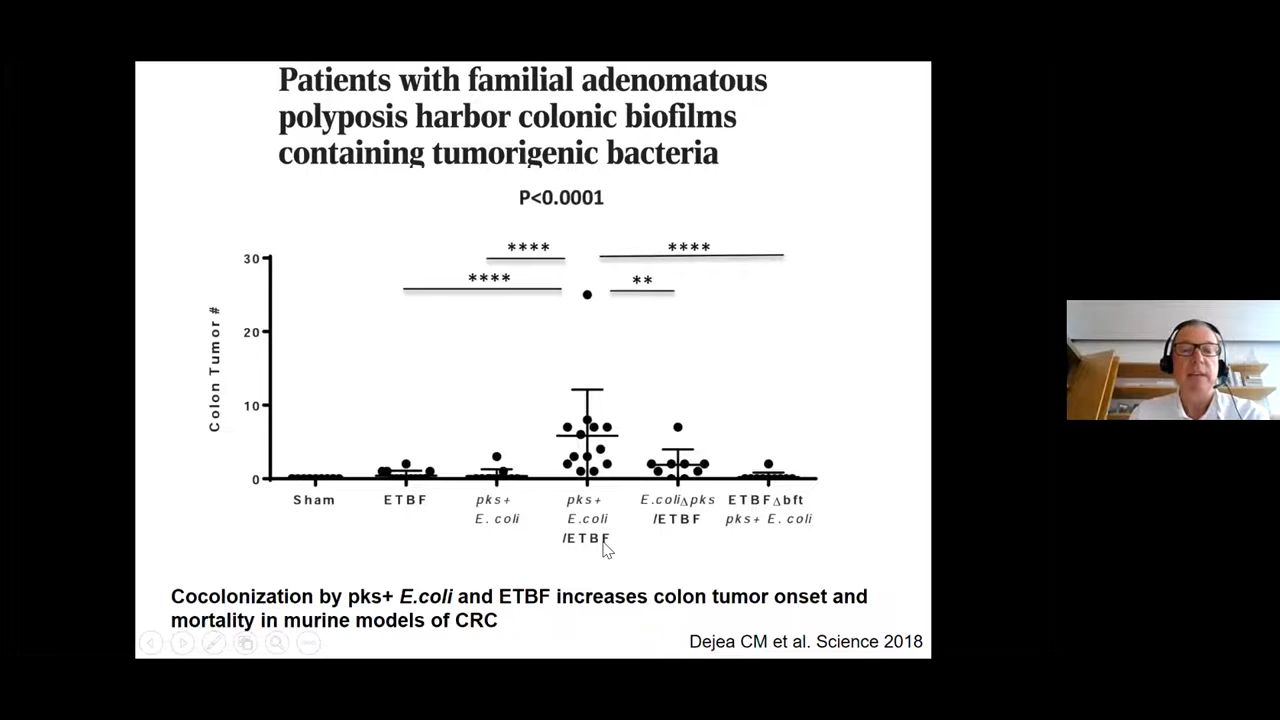 Patients with familial adenomatous
polyposis harbor colonic biofilms
containing tumorigenic bacteria
P<0.0001
**** ****
**** **
30
20
10
0
Colon Tumor #
Sham ETBF pks+ pks+ E.coli∆pks ETBF∆bft
E. coli E.coli /ETBF pks+ E. coli
/ETBF
Cocolonization by pks+ E.coli and ETBF increases colon tumor onset and
mortality in murine models of CRC
Dejea CM et al. Science 2018